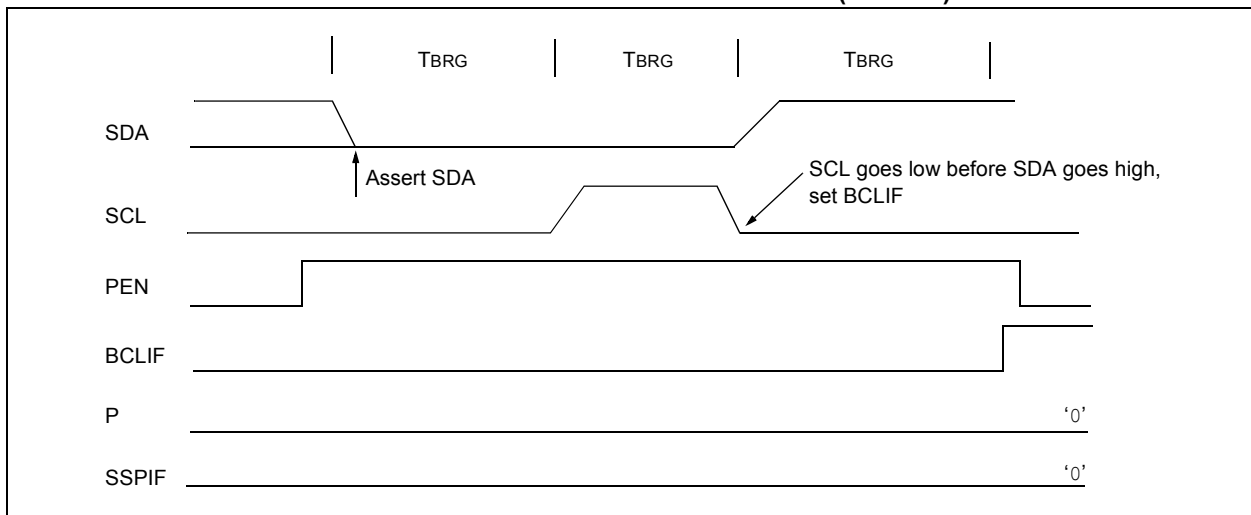 TBRG TBRG TBRG
SDA
Assert SDA
SCL goes low before SDA goes high,
set BCLIF
SCL
PEN
BCLIF
P
'0'
SSPIF
'0'